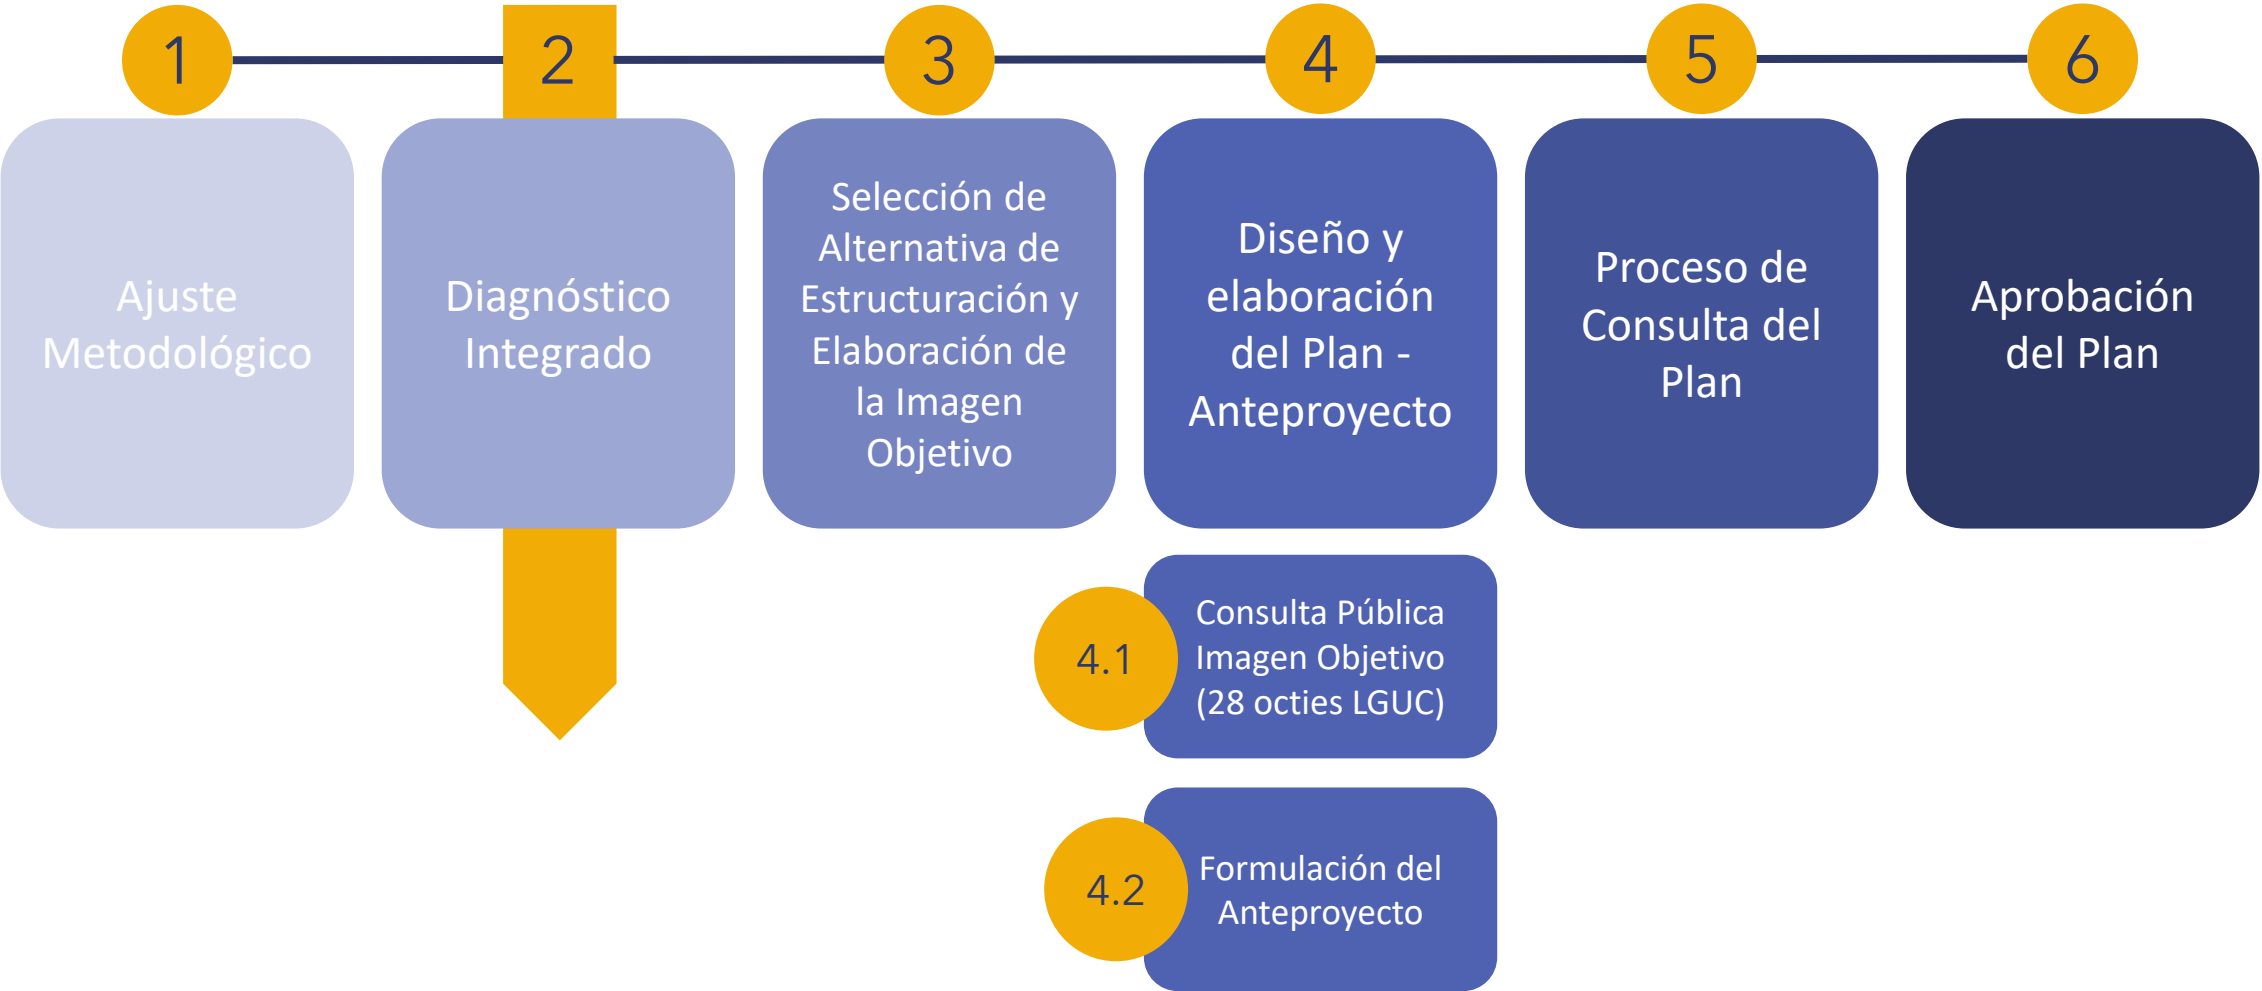 1
2
3
4
5
6
Ajuste
Metodológico
Diagnóstico
Integrado
Selección de
Alternativa de
Estructuración y
Elaboración de
la Imagen
Objetivo
Diseño y
elaboración
del Plan -
Anteproyecto
Proceso de
Consulta del
Plan
Aprobación
del Plan
4.1
Consulta Pública
Imagen Objetivo
(28 octies LGUC)
4.2
Formulación del
Anteproyecto